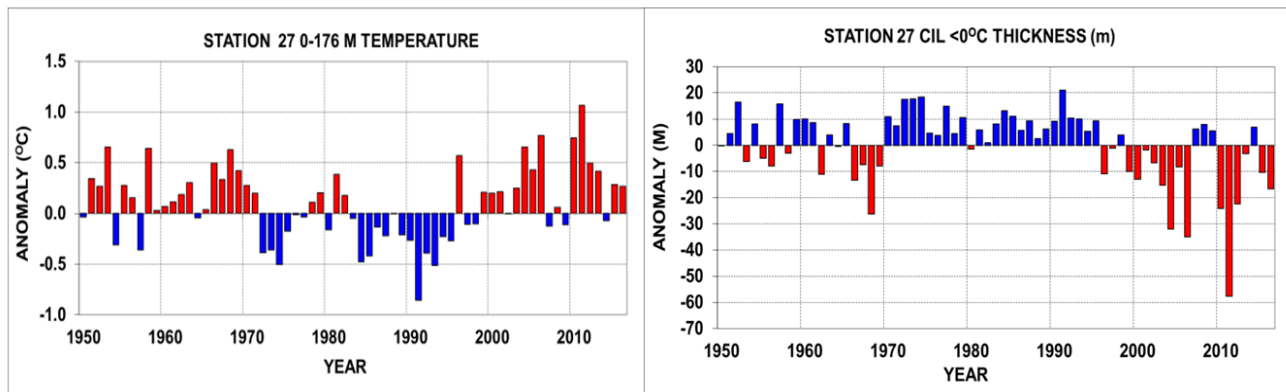 STATION 27 0-176 M TEMPERATURE
1.5
1.0
0.5
0.0
-0.5
-1.0
ANOMALY (ᴼC)
1950 1960 1970 1980 1990 2000 2010
YEAR
STATION 27 CIL <0ᴼC THICKNESS (m)
30
20
10
0
-10
-20
-30
-40
-50
-60
-70
ANOMALY (M)
1950 1960 1970 1980 1990 2000 2010
YEAR